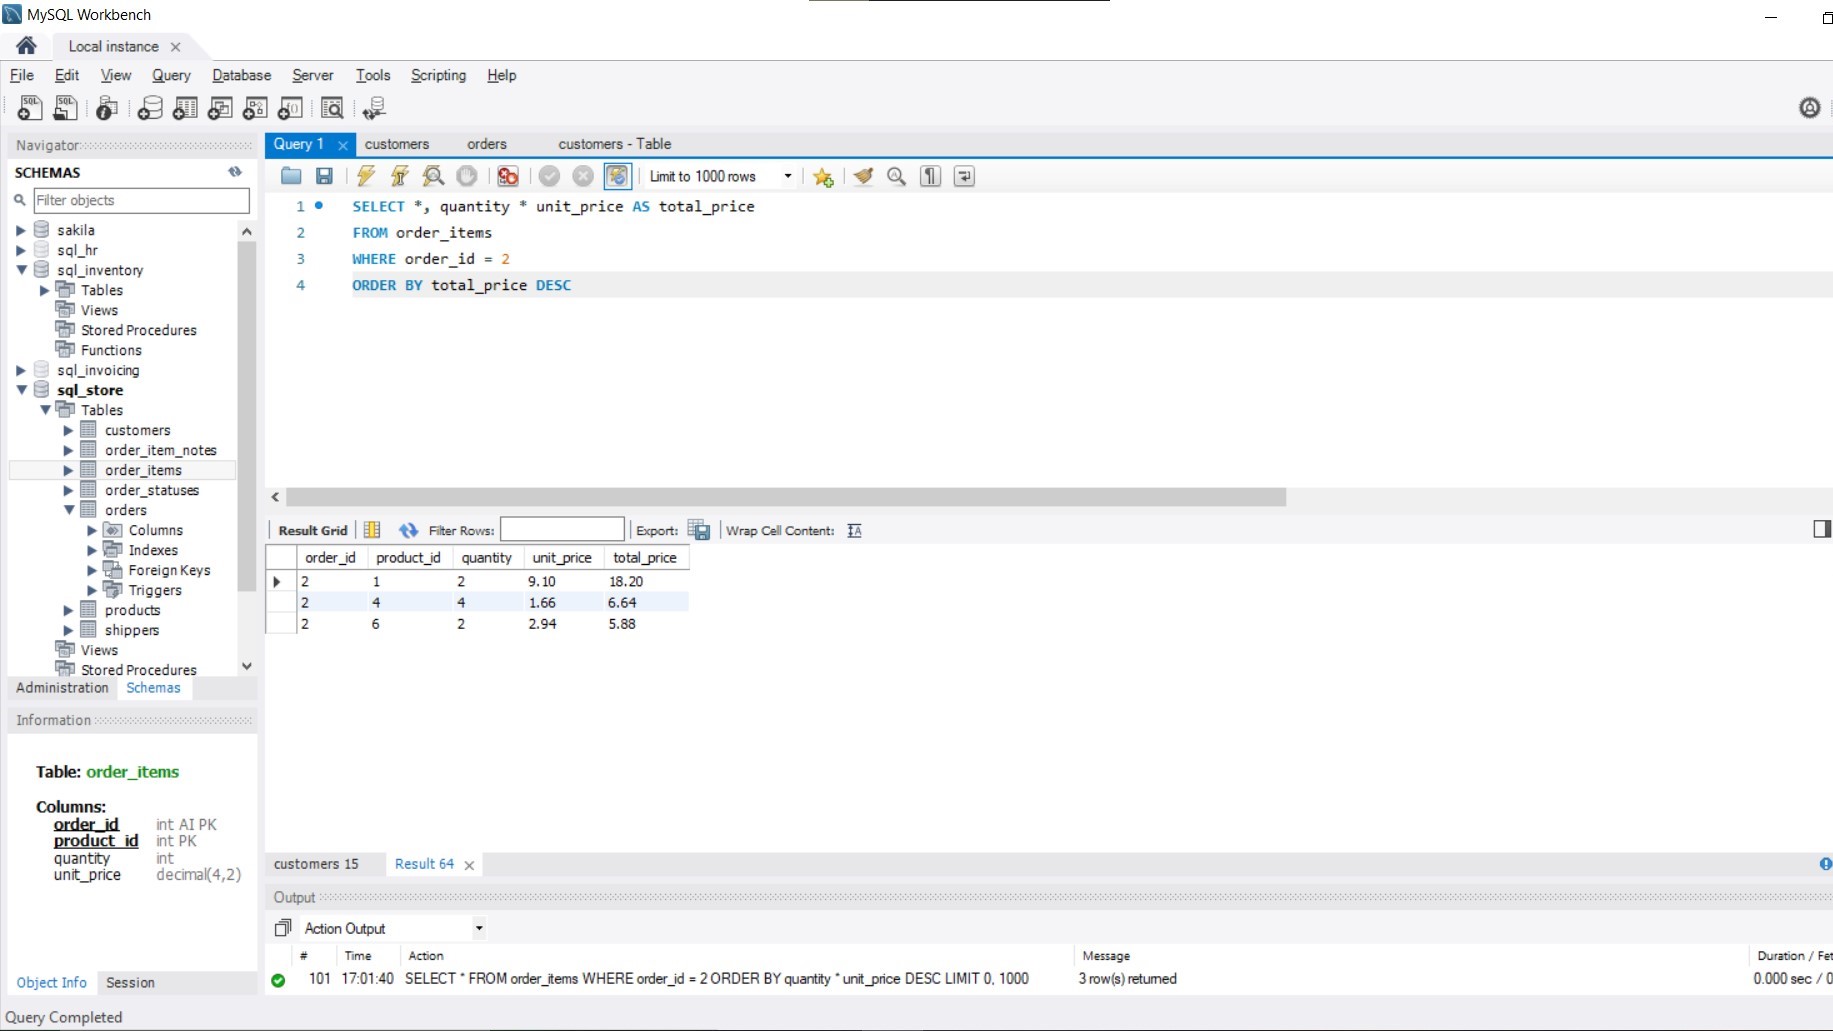 MySQL Workbench
Local instance
File Edit View Query Database Server Tools Scripting Help
Navigator
SCHEMAS
Filter objects
sakila
sql_hr
sql_inventory
Tables
Views
Stored Procedures
Functions
sql_invoicing
sql_store
Tables
customers
order_item_notes
order_items
order_statuses
orders
Columns
Indexes
Foreign Keys
Triggers
products
shippers
Views
Stored Procedures
Administration Schemas
Information
Table: order_items
Columns:
order_id int AI PK
product_id int PK
quantity int
unit_price decimal(4,2)
Object Info Session
Query 1 customers orders customers - Table
Limit to 1000 rows
1 SELECT *, quantity * unit_price AS total_price
2 FROM order_items
3 WHERE order_id = 2
4 ORDER BY total_price DESC
Result Grid Filter Rows: Export: Wrap Cell Content:
order_id product_id quantity unit_price total_price
2 1 2 9.10 18.20
2 4 4 1.66 6.64
2 6 2 2.94 5.88
customers 15 Result 64
Output
Action Output
# Time Action Message Duration / Fet
101 17:01:40 SELECT * FROM order_items WHERE order_id = 2 ORDER BY quantity * unit_price DESC LIMIT 0, 1000 3 row(s) returned 0.000 sec / 0
Query Completed